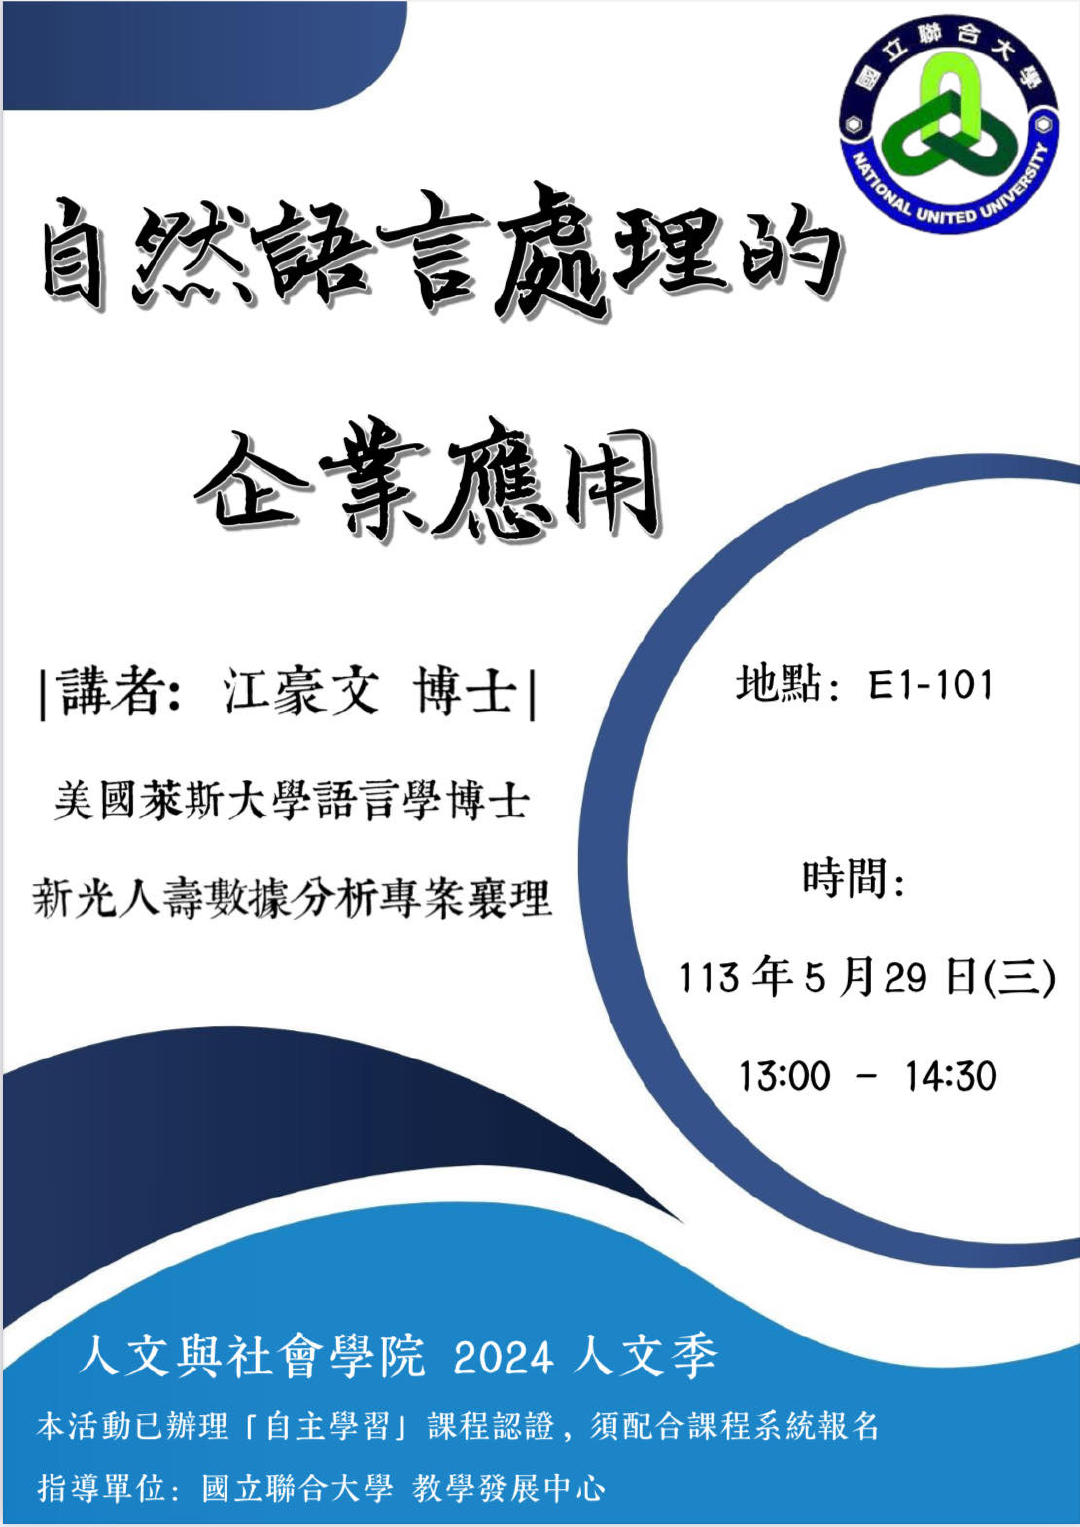 國立聯合大學
NATIONAL UNITED UNIVERSITY
自然語言處理的
企業應用
|講者: 江豪文 博士|
美國萊斯大學語言學博士
新光人壽數據分析專案襄理
地點: E1-101
時間:
113年5月29日(三)
13:00 – 14:30
人文與社會學院 2024人文季
本活動已辦理「自主學習」課程認證, 須配合課程系統報名
指導單位: 國立聯合大學 教學發展中心